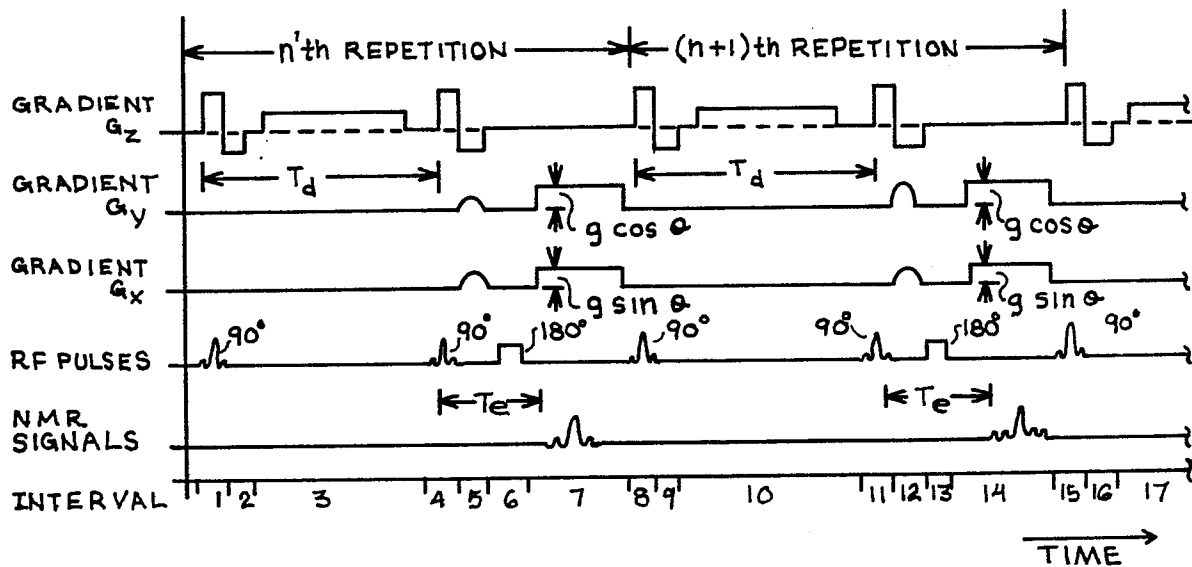 n'th REPETITION
(n+1)th REPETITION
GRADIENT
Gz
Td
Td
GRADIENT
Gy
g cos θ
g cos θ
GRADIENT
Gx
g sin θ
g sin θ
RF PULSES
90°
90°
180°
90°
90°
180°
90°
Te
Te
NMR
SIGNALS
INTERVAL
1 2 3 4 5 6 7 8 9 10 11 12 13 14 15 16 17
TIME